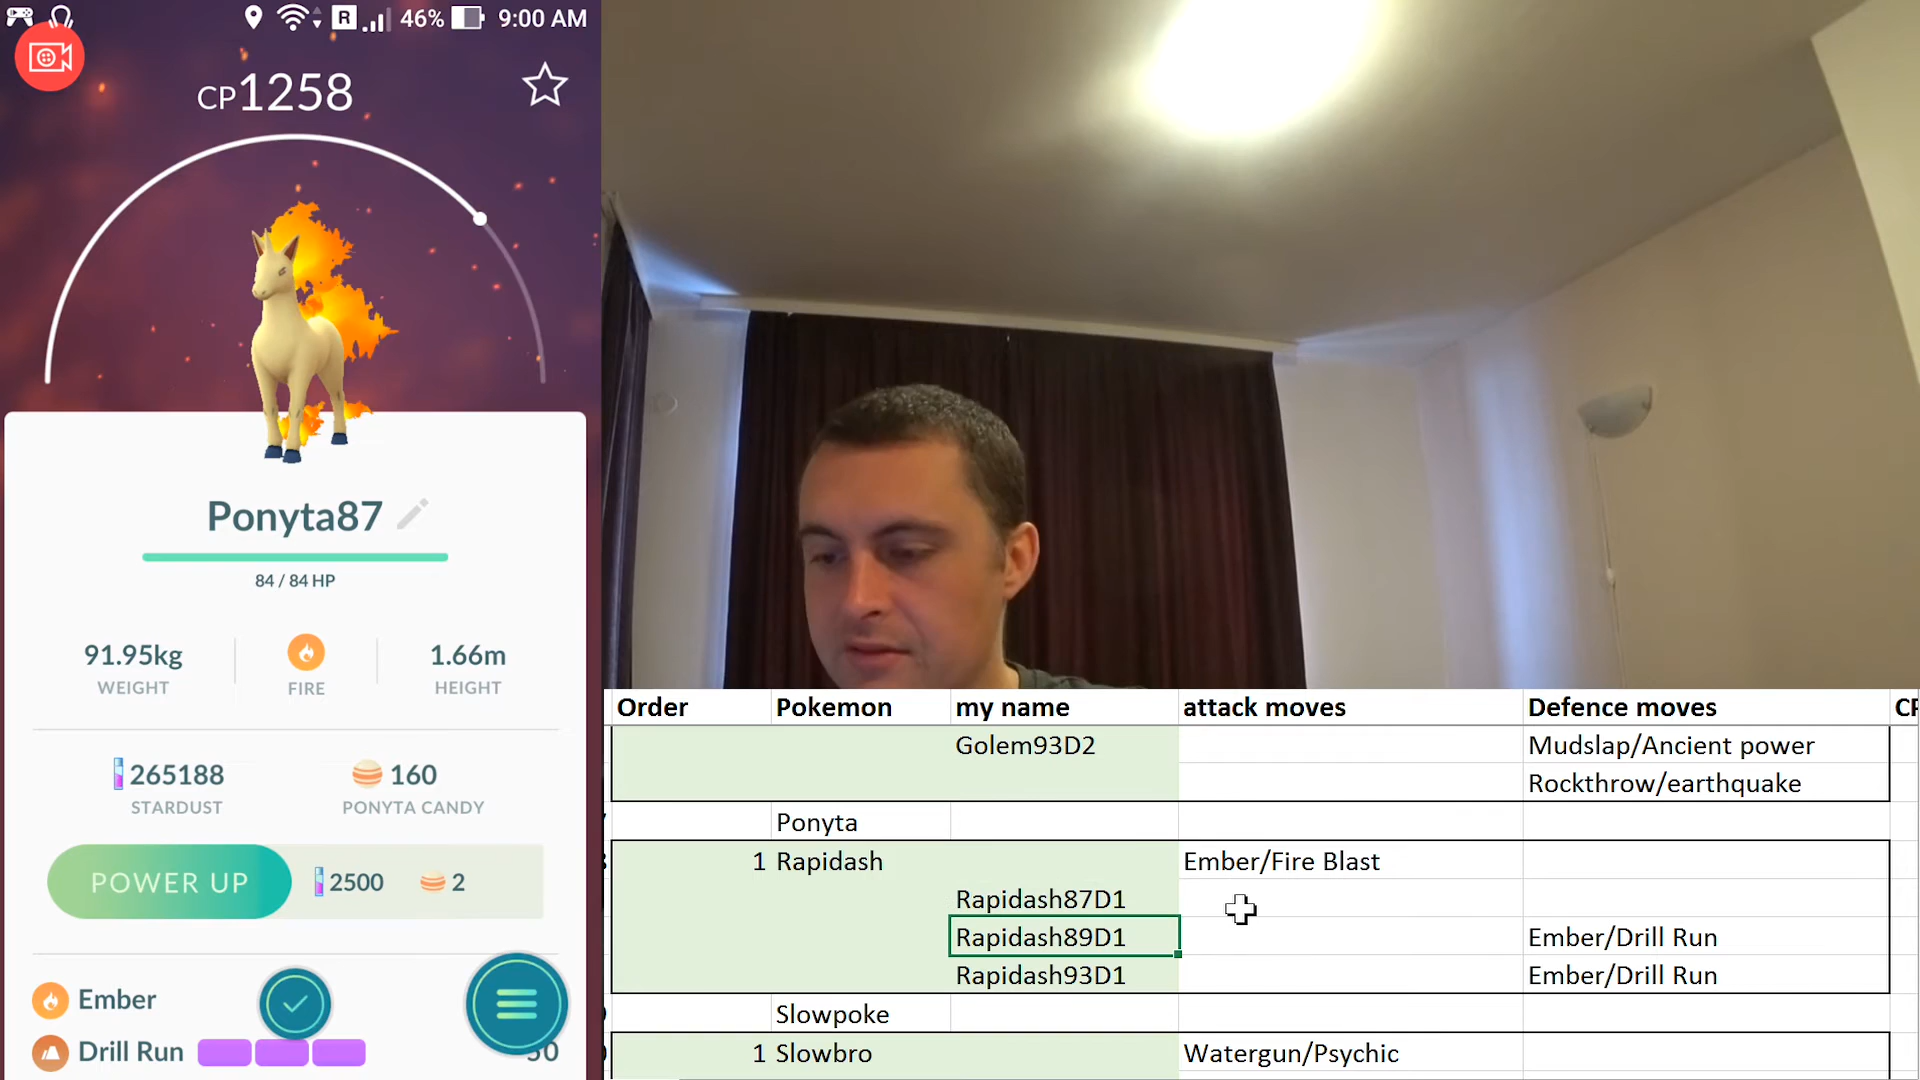 R 46% 9:00 AM
CP1258
Ponyta87
84 / 84 HP
91.95kg
WEIGHT
FIRE
1.66m
HEIGHT
265188
STARDUST
160
PONYTA CANDY
POWER UP 2500 2
Ember
Drill Run 50
Order Pokemon my name attack moves Defence moves
Golem93D2 Mudslap/Ancient power
Rockthrow/earthquake
Ponyta
1 Rapidash Ember/Fire Blast
Rapidash87D1
Rapidash89D1 Ember/Drill Run
Rapidash93D1 Ember/Drill Run
Slowpoke
1 Slowbro Watergun/Psychic